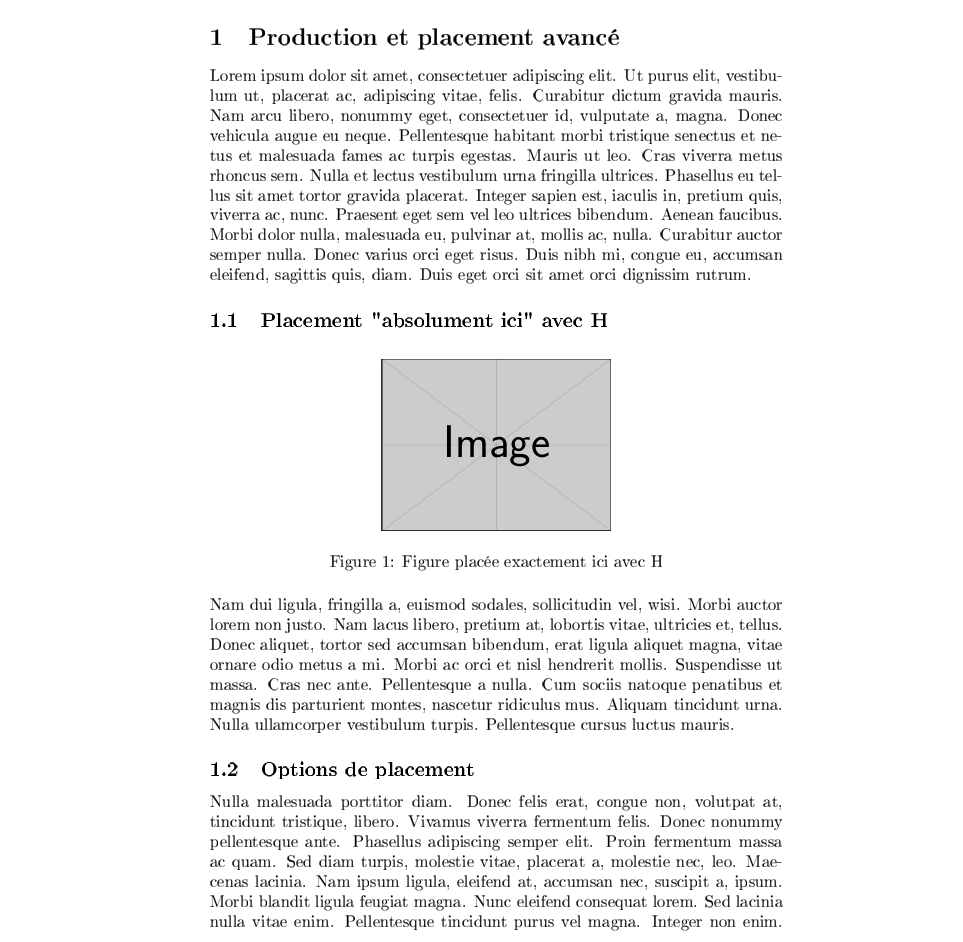 1 Production et placement avancé
Lorem ipsum dolor sit amet, consectetuer adipiscing elit. Ut purus elit, vestibu-
lum ut, placerat ac, adipiscing vitae, felis. Curabitur dictum gravida mauris.
Nam arcu libero, nonummy eget, consectetuer id, vulputate a, magna. Donec
vehicula augue eu neque. Pellentesque habitant morbi tristique senectus et ne-
tus et malesuada fames ac turpis egestas. Mauris ut leo. Cras viverra metus
rhoncus sem. Nulla et lectus vestibulum urna fringilla ultrices. Phasellus eu tel-
lus sit amet tortor gravida placerat. Integer sapien est, iaculis in, pretium quis,
viverra ac, nunc. Praesent eget sem vel leo ultrices bibendum. Aenean faucibus.
Morbi dolor nulla, malesuada eu, pulvinar at, mollis ac, nulla. Curabitur auctor
semper nulla. Donec varius orci eget risus. Duis nibh mi, congue eu, accumsan
eleifend, sagittis quis, diam. Duis eget orci sit amet orci dignissim rutrum.
1.1 Placement "absolument ici" avec H
Image
Figure 1: Figure placée exactement ici avec H
Nam dui ligula, fringilla a, euismod sodales, sollicitudin vel, wisi. Morbi auctor
lorem non justo. Nam lacus libero, pretium at, lobortis vitae, ultricies et, tellus.
Donec aliquet, tortor sed accumsan bibendum, erat ligula aliquet magna, vitae
ornare odio metus a mi. Morbi ac orci et nisl hendrerit mollis. Suspendisse ut
massa. Cras nec ante. Pellentesque a nulla. Cum sociis natoque penatibus et
magnis dis parturient montes, nascetur ridiculus mus. Aliquam tincidunt urna.
Nulla ullamcorper vestibulum turpis. Pellentesque cursus luctus mauris.
1.2 Options de placement
Nulla malesuada porttitor diam. Donec felis erat, congue non, volutpat at,
tincidunt tristique, libero. Vivamus viverra fermentum felis. Donec nonummy
pellentesque ante. Phasellus adipiscing semper elit. Proin fermentum massa
ac quam. Sed diam turpis, molestie vitae, placerat a, molestie nec, leo. Mae-
cenas lacinia. Nam ipsum ligula, eleifend at, accumsan nec, suscipit a, ipsum.
Morbi blandit ligula feugiat magna. Nunc eleifend consequat lorem. Sed lacinia
nulla vitae enim. Pellentesque tincidunt purus vel magna. Integer non enim.